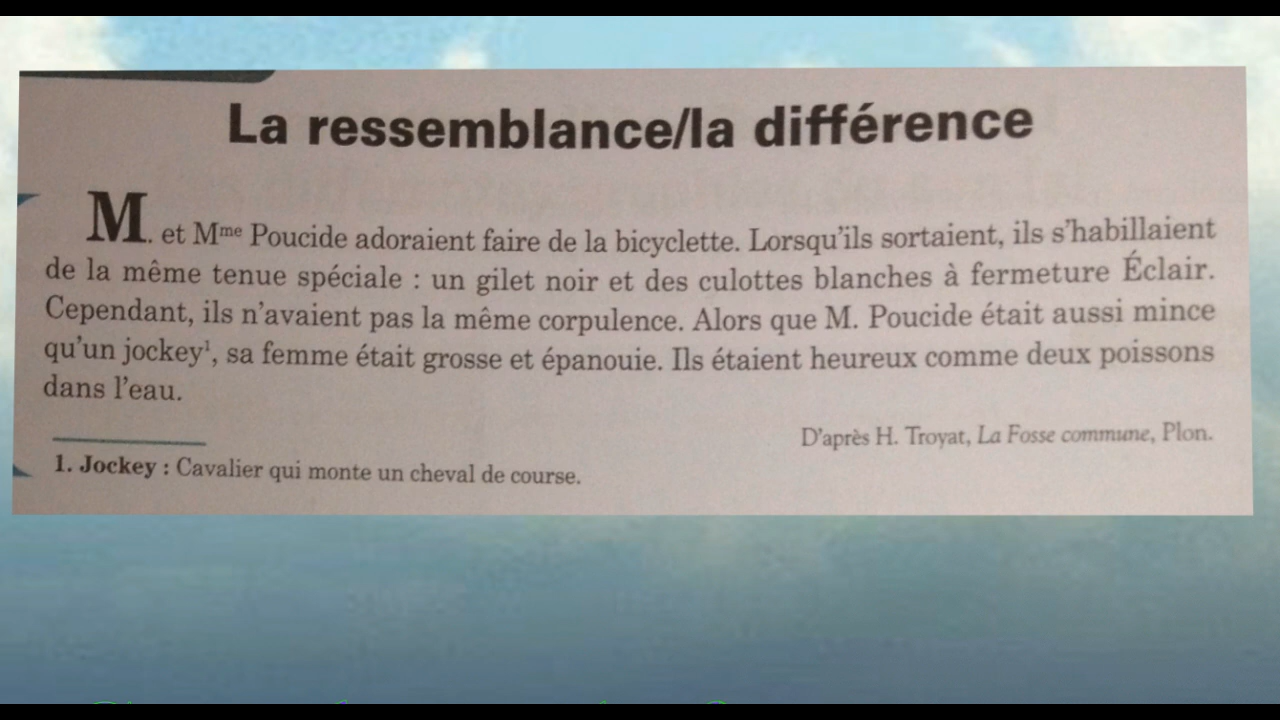 La ressemblance/la différence
M. et Mme Poucide adoraient faire de la bicyclette. Lorsqu'ils sortaient, ils s'habillaient
de la même tenue spéciale : un gilet noir et des culottes blanches à fermeture Éclair.
Cependant, ils n'avaient pas la même corpulence. Alors que M. Poucide était aussi mince
qu'un jockey¹, sa femme était grosse et épanouie. Ils étaient heureux comme deux poissons
dans l'eau.
D'après H. Troyat, La Fosse commune, Plon.
1. Jockey : Cavalier qui monte un cheval de course.